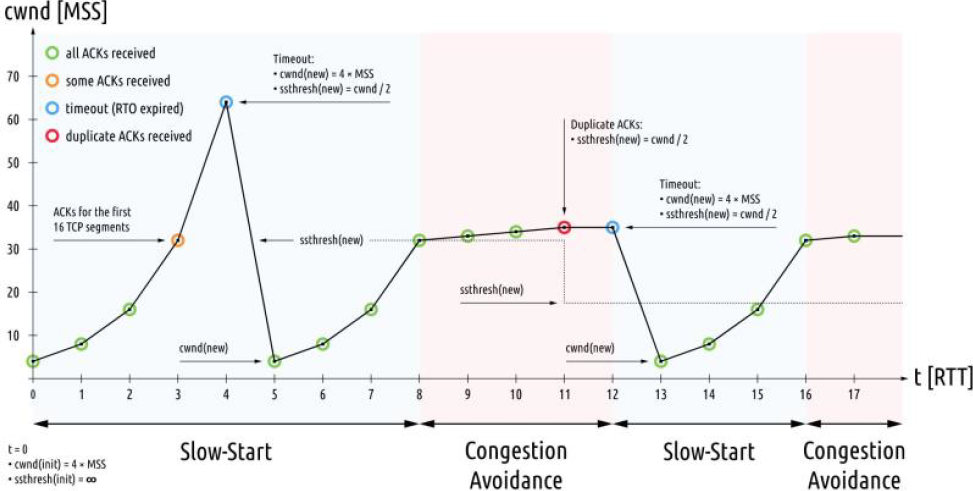 cwnd [MSS]
all ACKs received
some ACKs received
timeout (RTO expired)
duplicate ACKs received
Timeout:
• cwnd(new) = 4 × MSS
• ssthresh(new) = cwnd / 2
Duplicate ACKs:
• ssthresh(new) = cwnd / 2
Timeout:
• cwnd(new) = 4 × MSS
• ssthresh(new) = cwnd / 2
ACKs for the first
16 TCP segments
ssthresh(new)
ssthresh(new)
cwnd(new)
cwnd(new)
70
60
50
40
30
20
10
0 1 2 3 4 5 6 7 8 9 10 11 12 13 14 15 16 17
t [RTT]
Slow-Start
Congestion
Avoidance
Slow-Start
Congestion
Avoidance
t = 0
• cwnd(init) = 4 × MSS
• ssthresh(init) = ∞